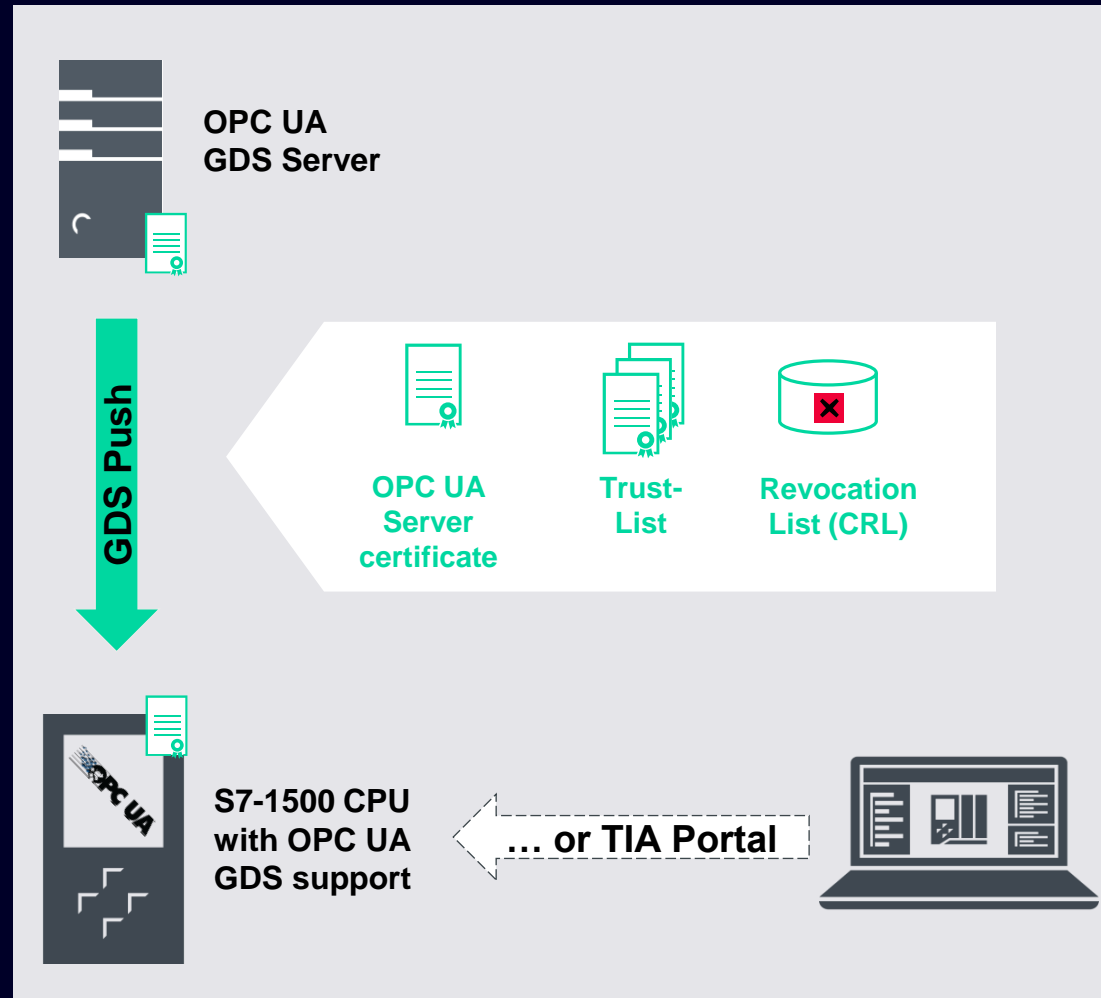 OPC UA
GDS Server
GDS Push
OPC UA
Server
certificate
Trust-
List
Revocation
List (CRL)
OPC UA
S7-1500 CPU
with OPC UA
GDS support
... or TIA Portal